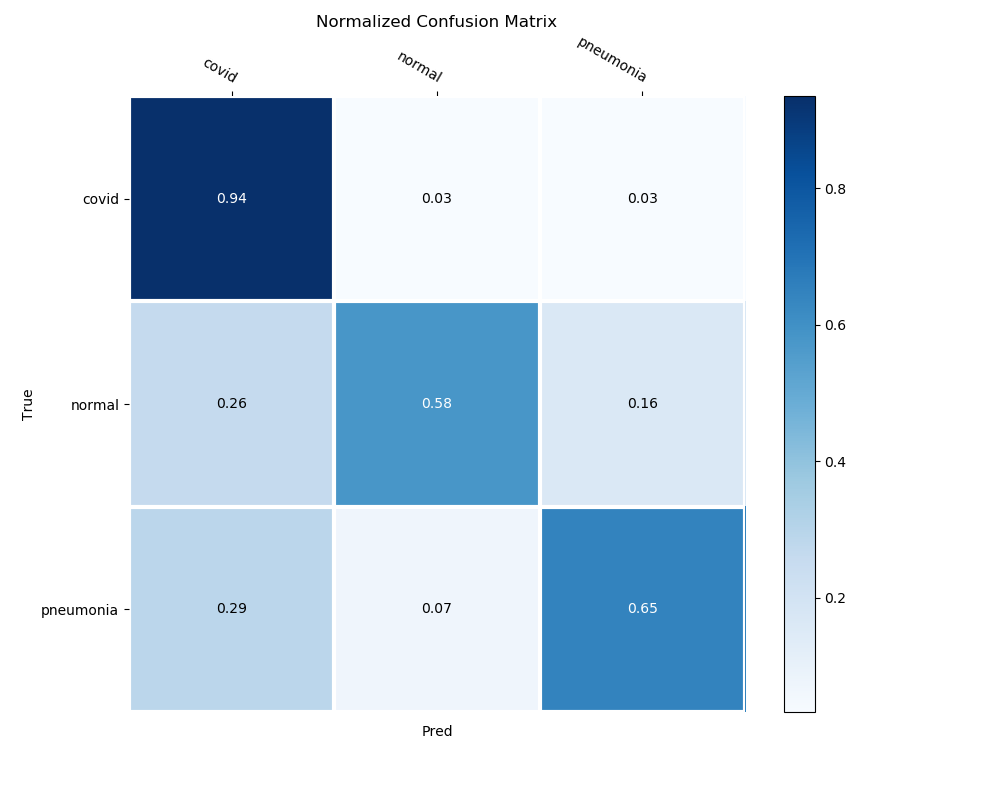 Normalized Confusion Matrix
covid normal pneumonia
covid 0.94 0.03 0.03
normal 0.26 0.58 0.16
pneumonia 0.29 0.07 0.65
True
Pred
0.8
0.6
0.4
0.2